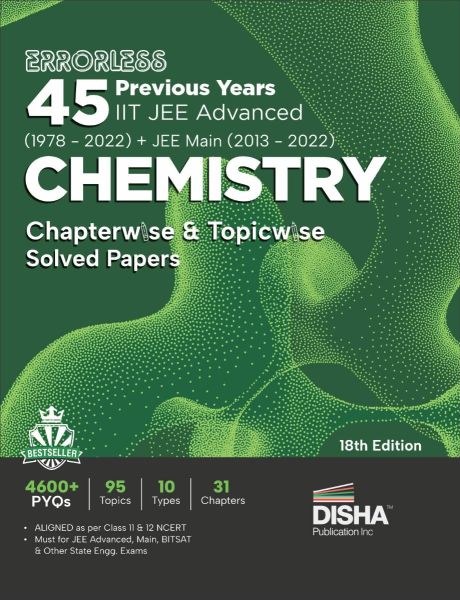 ERRORLESS
45 Previous Years
IIT JEE Advanced
(1978 - 2022) + JEE Main (2013 - 2022)
CHEMISTRY
Chapterwise & Topicwise
Solved Papers
BESTSELLER
18th Edition
4600+ PYQs
95 Topics
10 Types
31 Chapters
• ALIGNED as per Class 11 & 12 NCERT
• Must for JEE Advanced, Main, BITSAT
& Other State Engg. Exams
DISHA™
Publication Inc